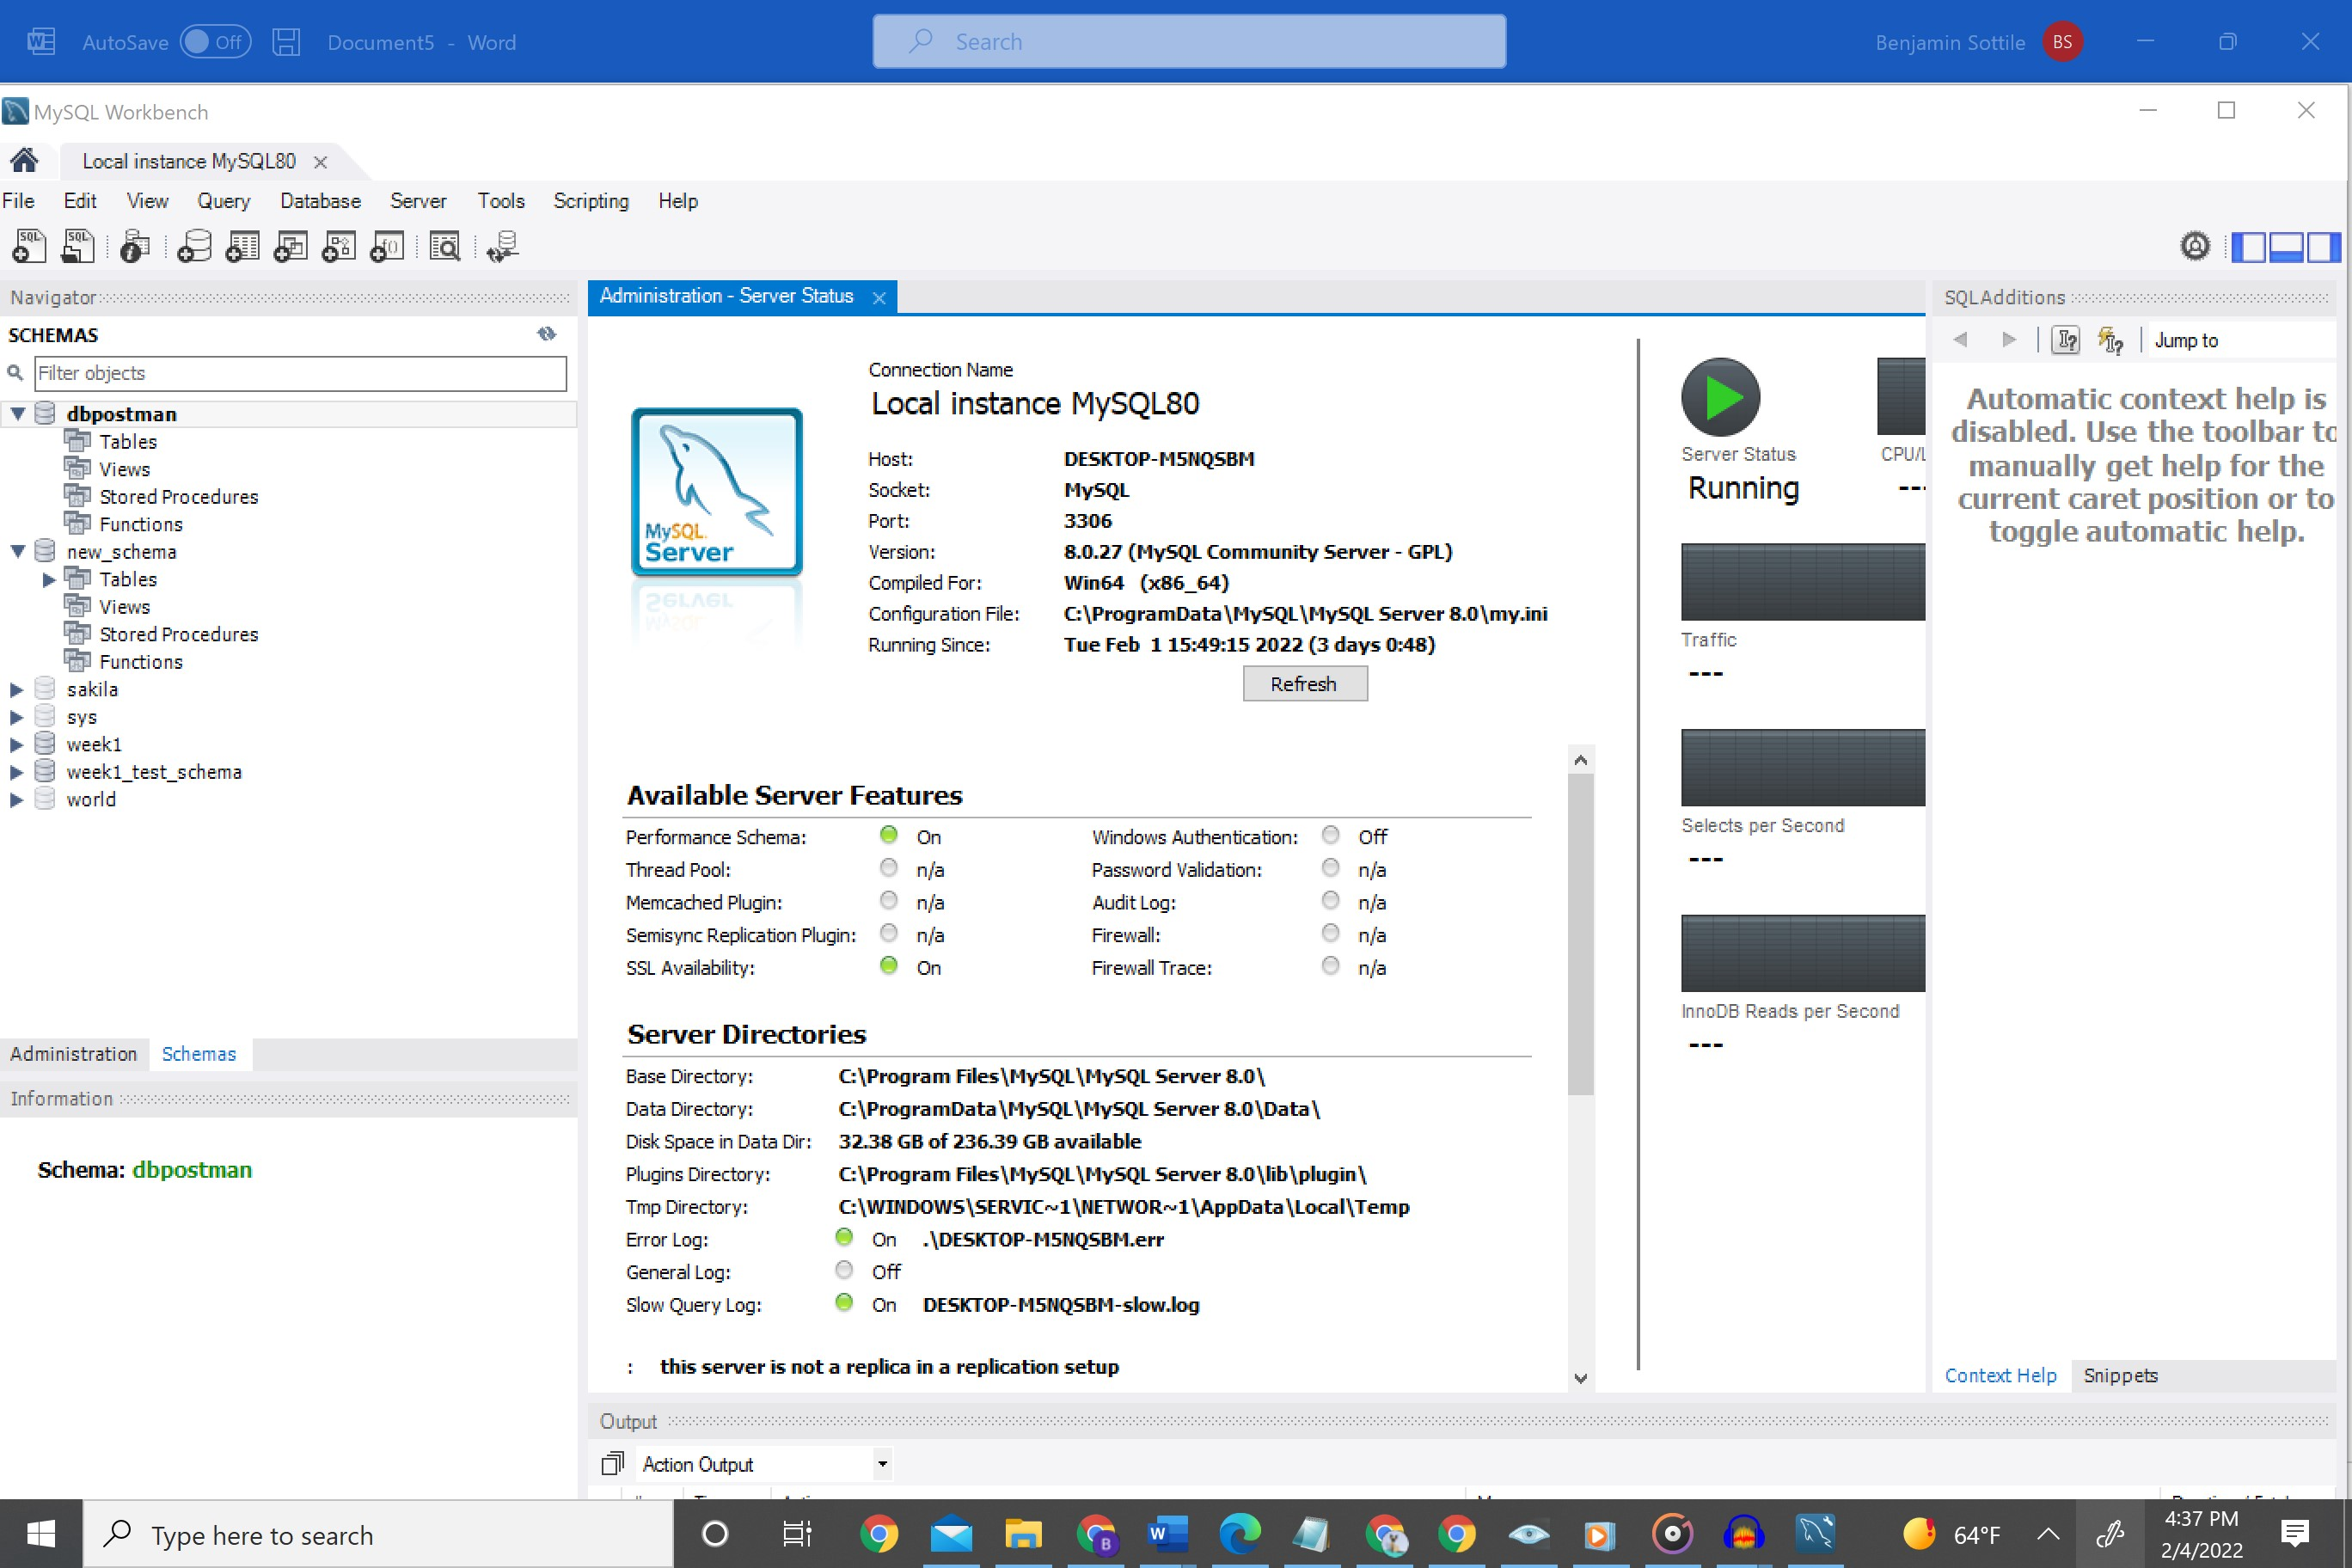 AutoSave Off Document5 - Word Search Benjamin Sottile BS
MySQL Workbench
Local instance MySQL80
File Edit View Query Database Server Tools Scripting Help
Navigator
SCHEMAS
Filter objects
dbpostman
Tables
Views
Stored Procedures
Functions
new_schema
Tables
Views
Stored Procedures
Functions
sakila
sys
week1
week1_test_schema
world
Administration Schemas
Information
Schema: dbpostman
Administration - Server Status
Connection Name
Local instance MySQL80
MySQL
Server
Host: DESKTOP-M5NQSBM
Socket: MySQL
Port: 3306
Version: 8.0.27 (MySQL Community Server - GPL)
Compiled For: Win64 (x86_64)
Configuration File: C:\ProgramData\MySQL\MySQL Server 8.0\my.ini
Running Since: Tue Feb 1 15:49:15 2022 (3 days 0:48)
Refresh
Available Server Features
Performance Schema: On Windows Authentication: Off
Thread Pool: n/a Password Validation: n/a
Memcached Plugin: n/a Audit Log: n/a
Semisync Replication Plugin: n/a Firewall: n/a
SSL Availability: On Firewall Trace: n/a
Server Directories
Base Directory: C:\Program Files\MySQL\MySQL Server 8.0\
Data Directory: C:\ProgramData\MySQL\MySQL Server 8.0\Data\
Disk Space in Data Dir: 32.38 GB of 236.39 GB available
Plugins Directory: C:\Program Files\MySQL\MySQL Server 8.0\lib\plugin\
Tmp Directory: C:\WINDOWS\SERVIC~1\NETWOR~1\AppData\Local\Temp
Error Log: On .\DESKTOP-M5NQSBM.err
General Log: Off
Slow Query Log: On DESKTOP-M5NQSBM-slow.log
: this server is not a replica in a replication setup
Server Status CPU/L
Running ---
Traffic
---
Selects per Second
---
InnoDB Reads per Second
---
SQLAdditions
Jump to
Automatic context help is
disabled. Use the toolbar to
manually get help for the
current caret position or to
toggle automatic help.
Context Help Snippets
Output
Action Output
Type here to search
64°F
4:37 PM
2/4/2022